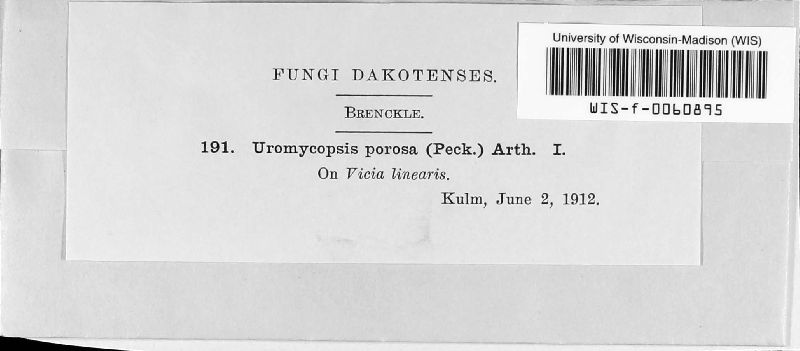 University of Wisconsin-Madison (WIS)
WIS-f-0060895
FUNGI DAKOTENSES.
BRENCKLE.
191. Uromycopsis porosa (Peck.) Arth. I.
On Vicia linearis.
Kulm, June 2, 1912.